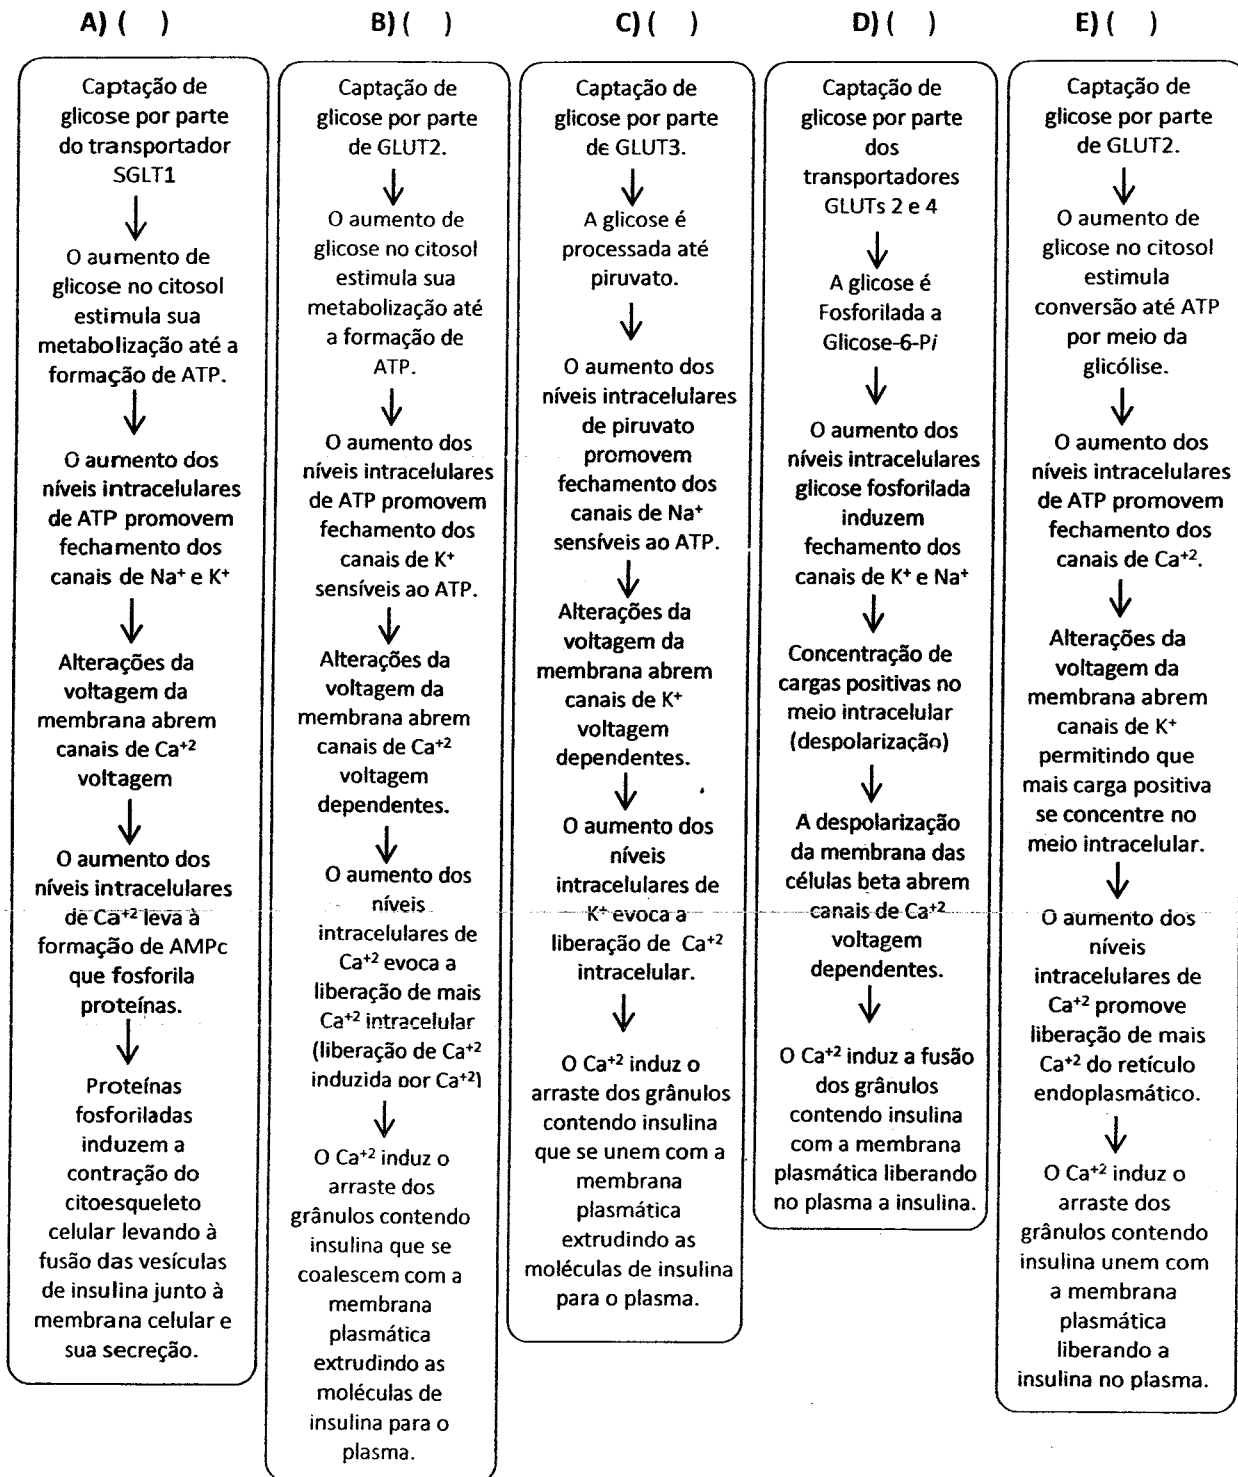 A) ( )
B) ( )
C) ( )
D) ( )
E) ( )
Captação de
glicose por parte
do transportador
SGLT1
O aumento de
glicose no citosol
estimula sua
metabolização até a
formação de ATP.
O aumento dos
níveis intracelulares
de ATP promovem
fechamento dos
canais de Na⁺ e K⁺
Alterações da
voltagem da
membrana abrem
canais de Ca⁺²
voltagem
O aumento dos
níveis intracelulares
de Ca⁺² leva à
formação de AMPc
que fosforila
proteínas.
Proteínas
fosforiladas
induzem a
contração do
citoesqueleto
celular levando à
fusão das vesículas
de insulina junto à
membrana celular e
sua secreção.
Captação de
glicose por parte
de GLUT2.
O aumento de
glicose no citosol
estimula sua
metabolização até
a formação de
ATP.
O aumento dos
níveis intracelulares
de ATP promovem
fechamento dos
canais de K⁺
sensíveis ao ATP.
Alterações da
voltagem da
membrana abrem
canais de Ca⁺²
voltagem
dependentes.
O aumento dos
níveis
intracelulares de
Ca⁺² evoca a
liberação de mais
Ca⁺² intracelular
(liberação de Ca⁺²
induzida por Ca⁺²)
O Ca⁺² induz o
arraste dos
grânulos contendo
insulina que se
coalescem com a
membrana
plasmática
extrudindo as
moléculas de
insulina para o
plasma.
Captação de
glicose por parte
de GLUT3.
A glicose é
processada até
piruvato.
O aumento dos
níveis intracelulares
de piruvato
promovem
fechamento dos
canais de Na⁺
sensíveis ao ATP.
Alterações da
voltagem da
membrana abrem
canais de K⁺
voltagem
dependentes.
O aumento dos
níveis
intracelulares de
K⁺ evoca a
liberação de Ca⁺²
intracelular.
O Ca⁺² induz o
arraste dos grânulos
contendo insulina
que se unem com a
membrana
plasmática
extrudindo as
moléculas de insulina
para o plasma.
Captação de
glicose por parte
dos
transportadores
GLUTs 2 e 4
A glicose é
Fosforilada a
Glicose-6-Pi
O aumento dos
níveis intracelulares
glicose fosforilada
induzem
fechamento dos
canais de K⁺ e Na⁺
Concentração de
cargas positivas no
meio intracelular
(despolarização)
A despolarização
da membrana das
células beta abrem
canais de Ca⁺²
voltagem
dependentes.
O Ca⁺² induz a fusão
dos grânulos
contendo insulina
com a membrana
plasmática liberando
no plasma a insulina.
Captação de
glicose por parte
de GLUT2.
O aumento de
glicose no citosol
estimula
conversão até ATP
por meio da
glicólise.
O aumento dos
níveis intracelulares
de ATP promovem
fechamento dos
canais de Ca⁺².
Alterações da
voltagem da
membrana abrem
canais de K⁺
permitindo que
mais carga positiva
se concentre no
meio intracelular.
O aumento dos
níveis
intracelulares de
Ca⁺² promove
liberação de mais
Ca⁺² do retículo
endoplasmático.
O Ca⁺² induz o
arraste dos
grânulos contendo
insulina unem com
a membrana
plasmática
liberando a
insulina no plasma.